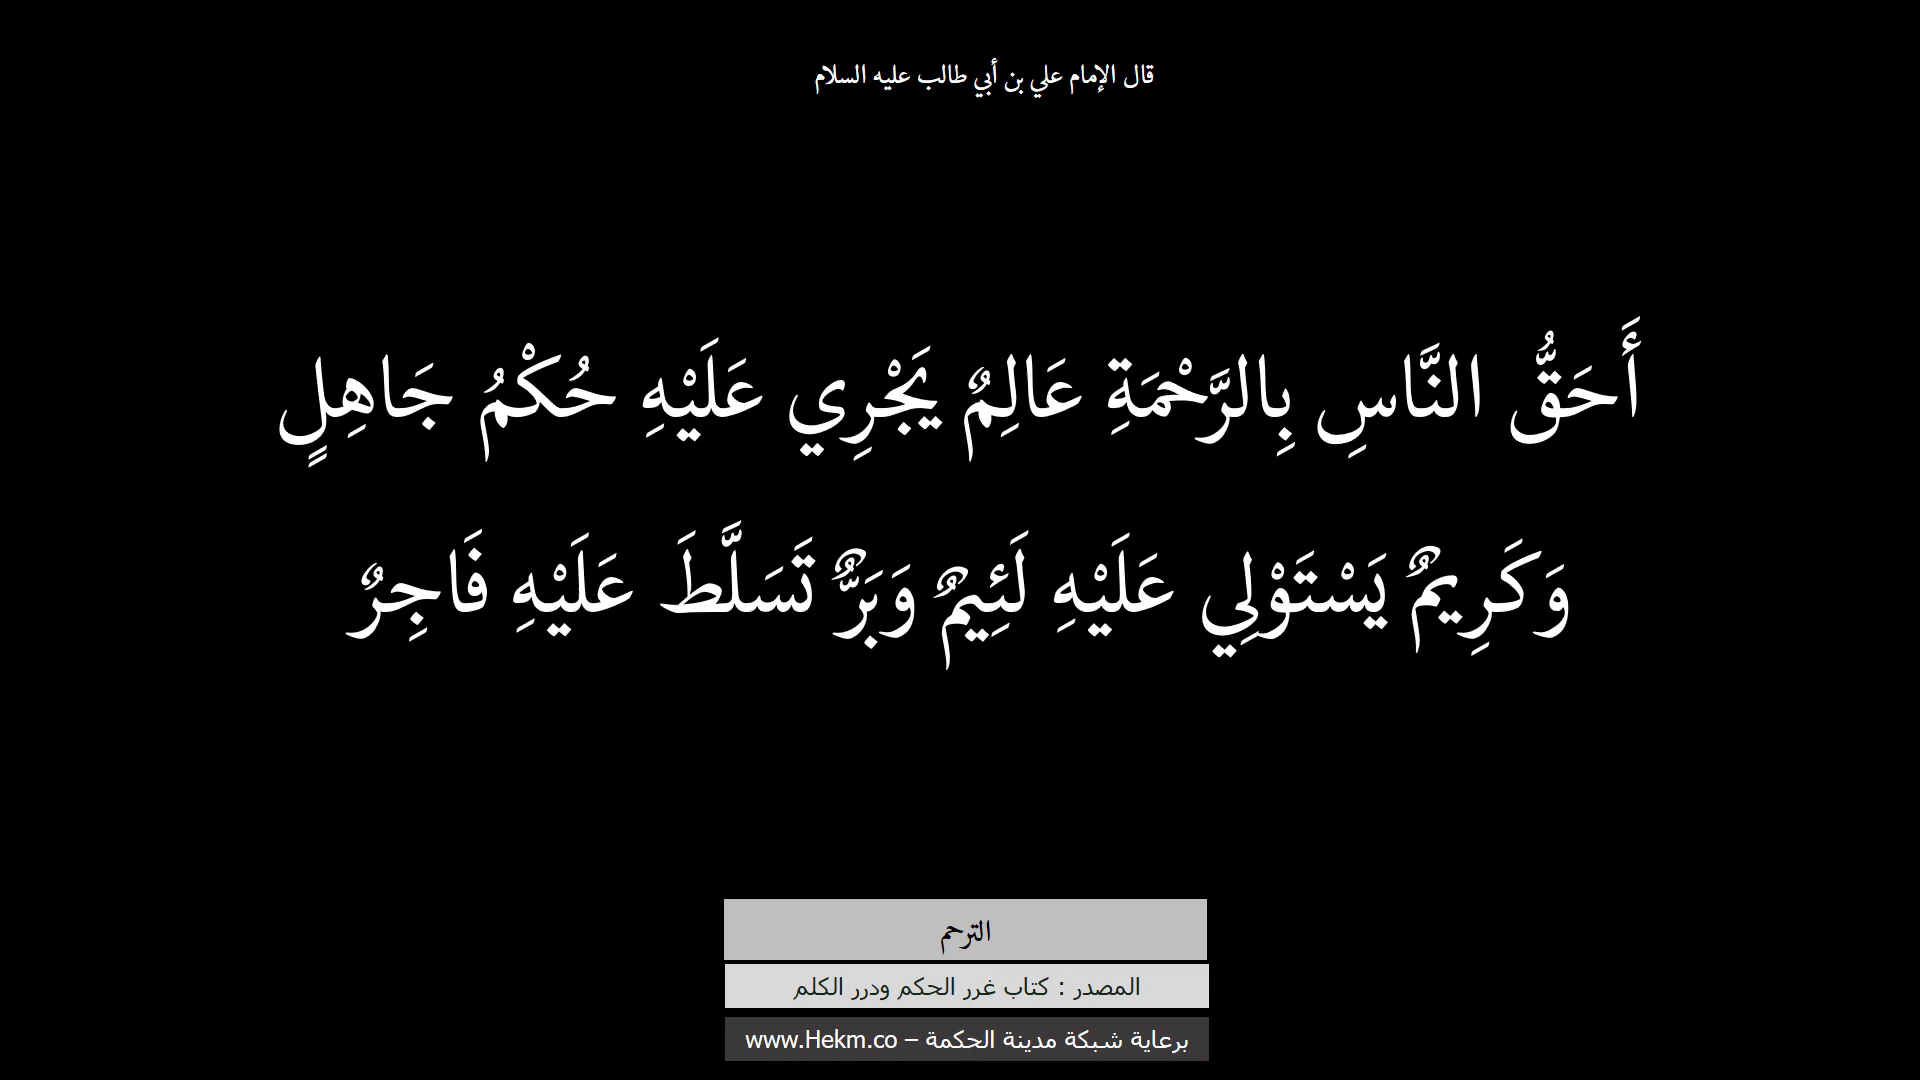 قال الإمام علي بن أبي طالب عليه السلام
أَحَقُّ النَّاسِ بِالرَّحْمَةِ عَالِمٌ يَجْرِي عَلَيْهِ حُكْمُ جَاهِلٍ
وَكَرِيمٌ يَسْتَوْلِي عَلَيْهِ لَئِيمٌ وَبَرٌّ تَسَلَّطَ عَلَيْهِ فَاجِرٌ
الترحم
المصدر : كتاب غرر الحكم ودرر الكلم
برعاية شبكة مدينة الحكمة – www.Hekm.co